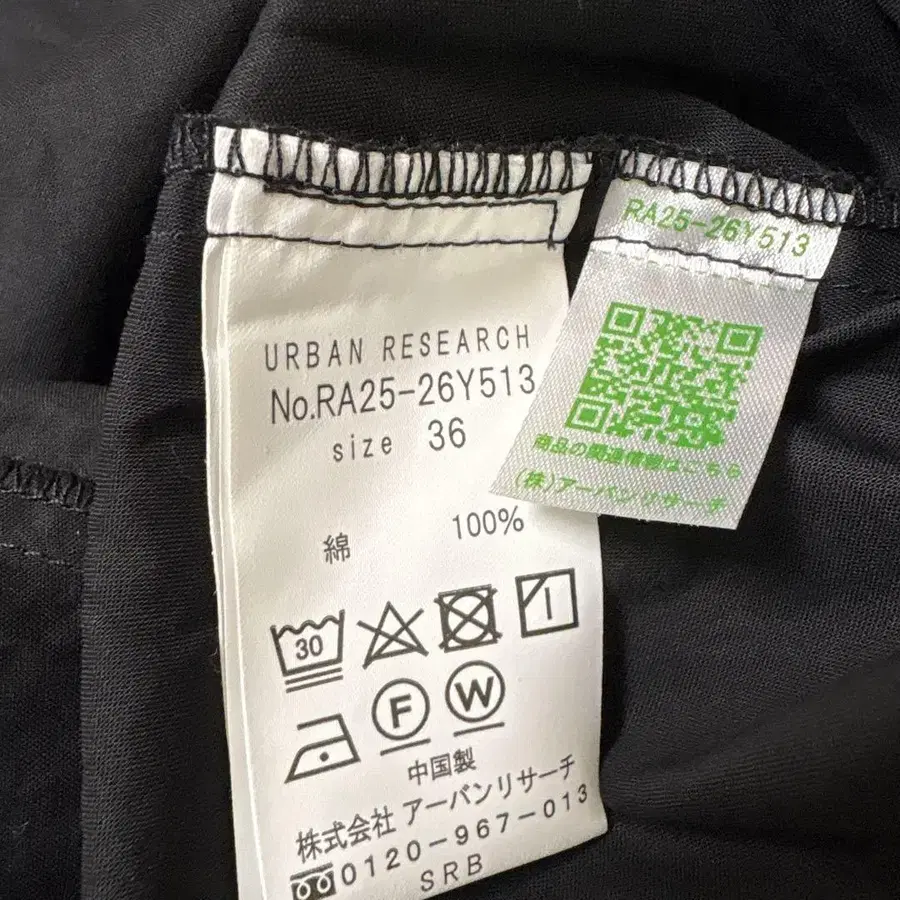 URBAN RESEARCH
No.RA25-26Y513
size 36
綿 100%
30
F W
中国製
株式会社 アーバンリサーチ
0120-967-013
SRB
RA25-26Y513
商品の関連情報はこちら
(株)アーバンリサーチ